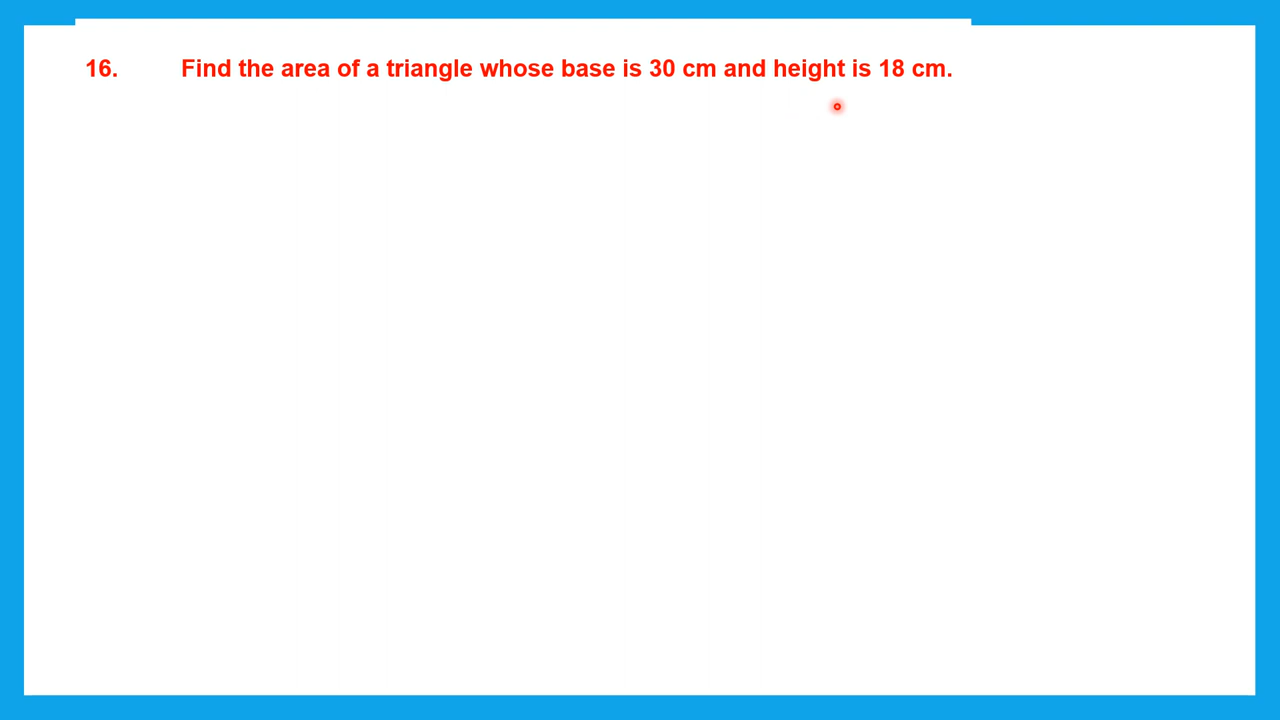 16. Find the area of a triangle whose base is 30 cm and height is 18 cm.